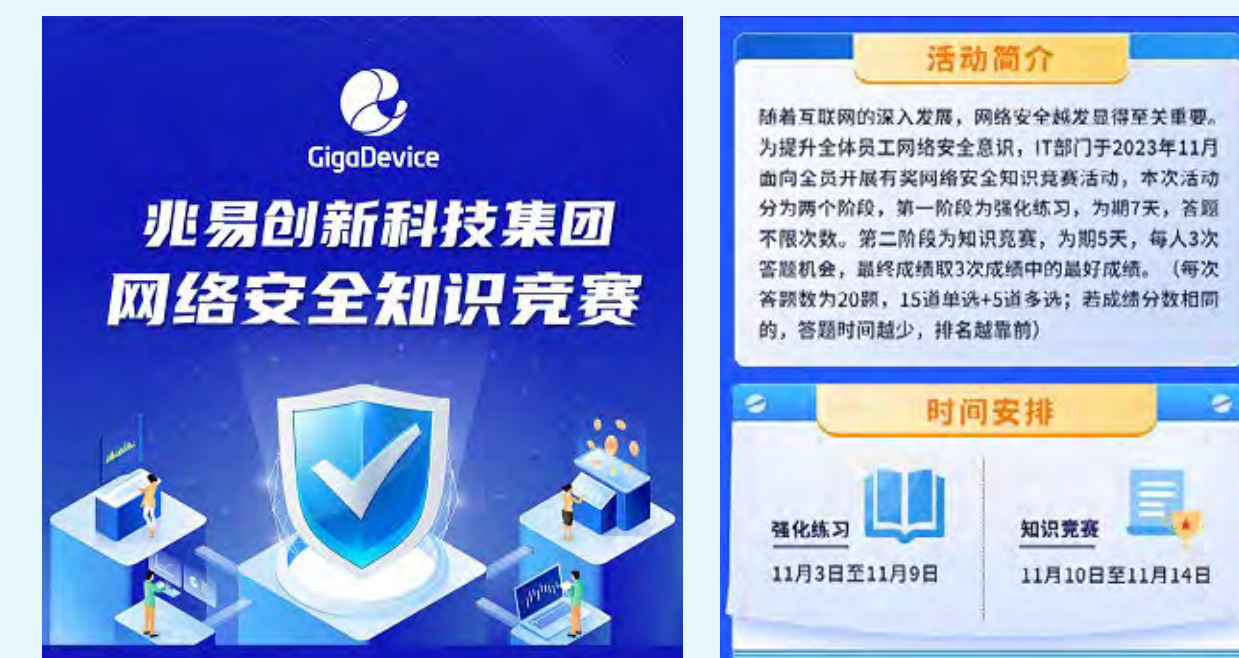 GigaDevice
兆易创新科技集团
网络安全知识竞赛
活动简介
随着互联网的深入发展，网络安全越发显得至关重要。
为提升全体员工网络安全意识，IT部门于2023年11月
面向全员开展有奖网络安全知识竞赛活动，本次活动
分为两个阶段，第一阶段为强化练习，为期7天，答题
不限次数。第二阶段为知识竞赛，为期5天，每人3次
答题机会，最终成绩取3次成绩中的最好成绩。（每次
答题数为20题，15道单选+5道多选；若成绩分数相同
的，答题时间越少，排名越靠前）
时间安排
强化练习
11月3日至11月9日
知识竞赛
11月10日至11月14日